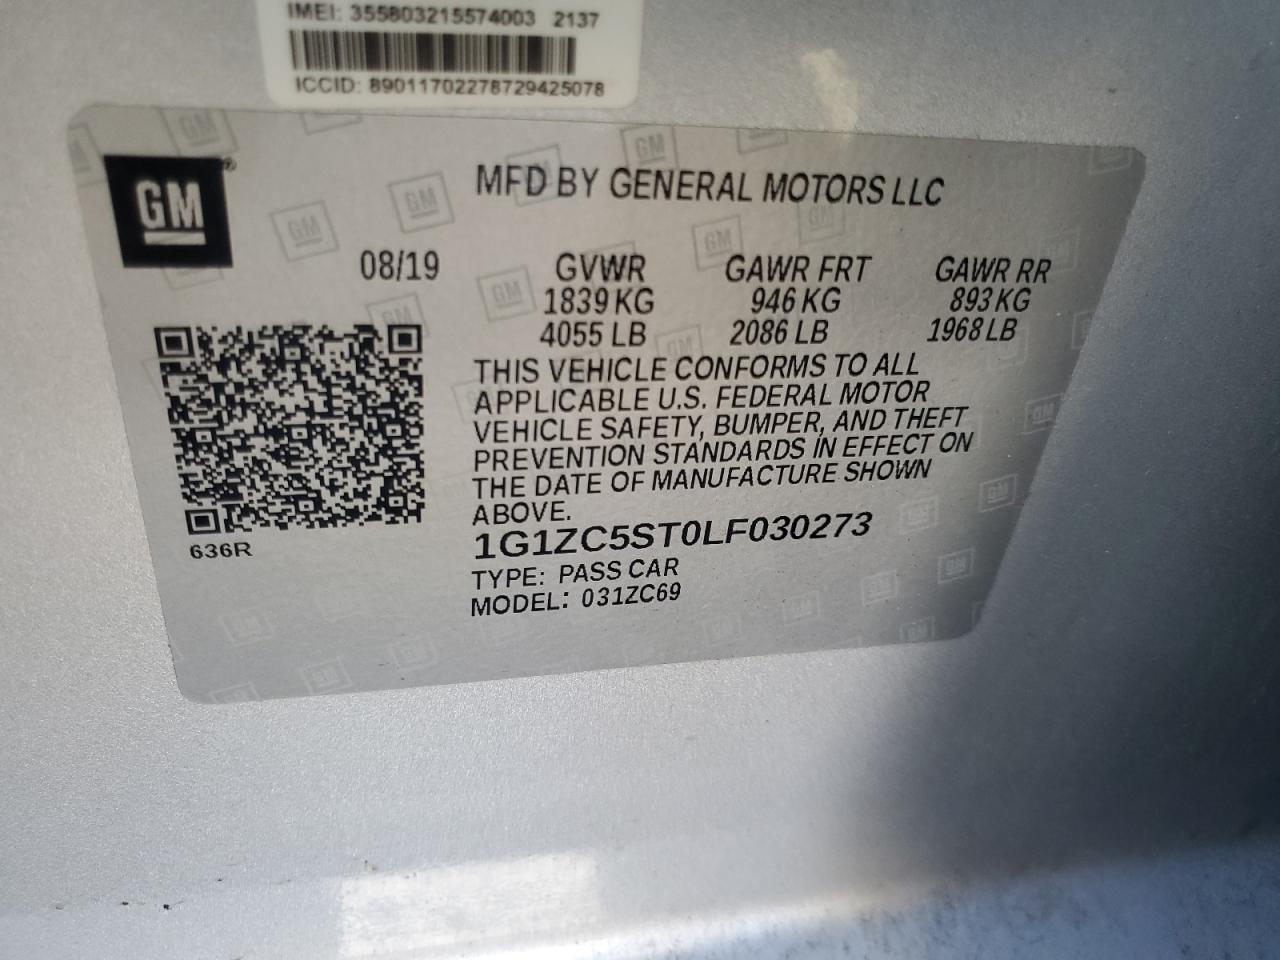 IMEI: 355803215574003 2137
ICCID: 89011702278729425078
GM®
MFD BY GENERAL MOTORS LLC
08/19
GVWR GAWR FRT GAWR RR
1839 KG 946 KG 893 KG
4055 LB 2086 LB 1968 LB
THIS VEHICLE CONFORMS TO ALL
APPLICABLE U.S. FEDERAL MOTOR
VEHICLE SAFETY, BUMPER, AND THEFT
PREVENTION STANDARDS IN EFFECT ON
THE DATE OF MANUFACTURE SHOWN
ABOVE.
1G1ZC5ST0LF030273
636R
TYPE: PASS CAR
MODEL: 031ZC69